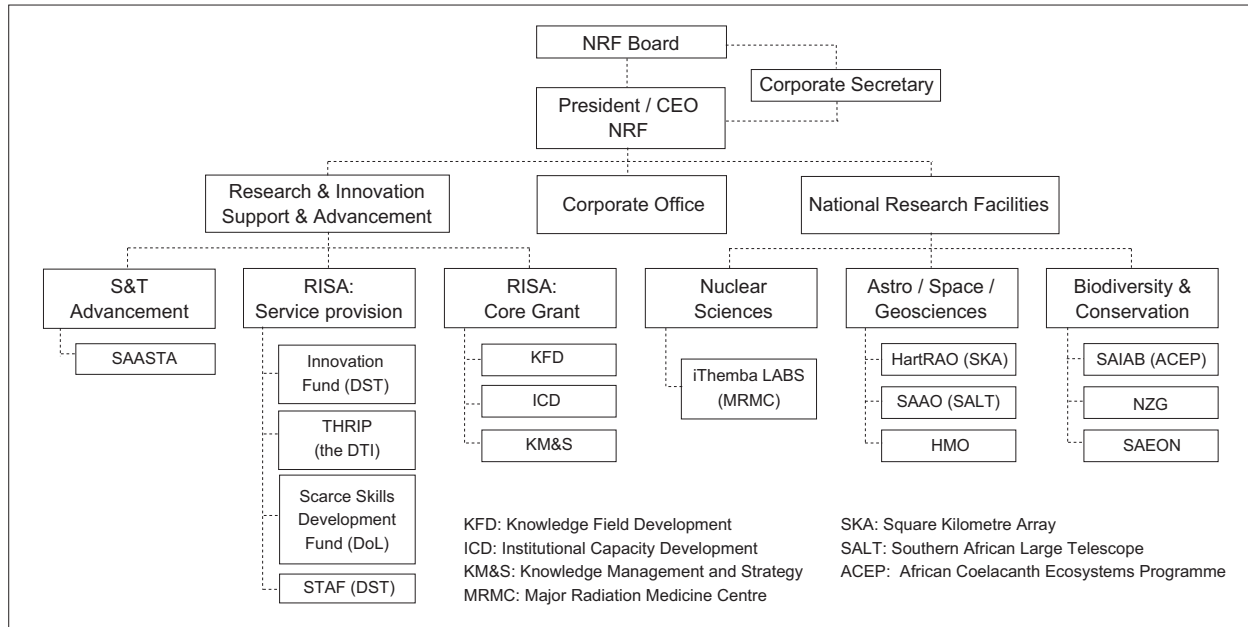 NRF Board
Corporate Secretary
President / CEO
NRF
Research & Innovation
Support & Advancement
Corporate Office
National Research Facilities
S&T
Advancement
SAASTA
RISA:
Service provision
Innovation
Fund (DST)
THRIP
(the DTI)
Scarce Skills
Development
Fund (DoL)
STAF (DST)
RISA:
Core Grant
KFD
ICD
KM&S
Nuclear
Sciences
iThemba LABS
(MRMC)
Astro / Space /
Geosciences
HartRAO (SKA)
SAAO (SALT)
HMO
Biodiversity &
Conservation
SAIAB (ACEP)
NZG
SAEON
KFD: Knowledge Field Development
ICD: Institutional Capacity Development
KM&S: Knowledge Management and Strategy
MRMC: Major Radiation Medicine Centre
SKA: Square Kilometre Array
SALT: Southern African Large Telescope
ACEP: African Coelacanth Ecosystems Programme